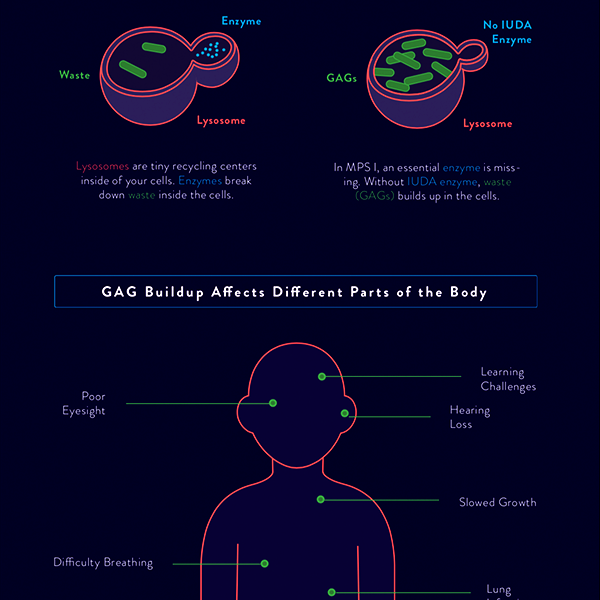 Enzyme
Waste
Lysosome
Lysosomes are tiny recycling centers
inside of your cells. Enzymes break
down waste inside the cells.
No IUDA
Enzyme
GAGs
Lysosome
In MPS I, an essential enzyme is miss-
ing. Without IUDA enzyme, waste
(GAGs) builds up in the cells.
GAG Buildup Affects Different Parts of the Body
Learning
Challenges
Poor
Eyesight
Hearing
Loss
Slowed Growth
Difficulty Breathing
Lung